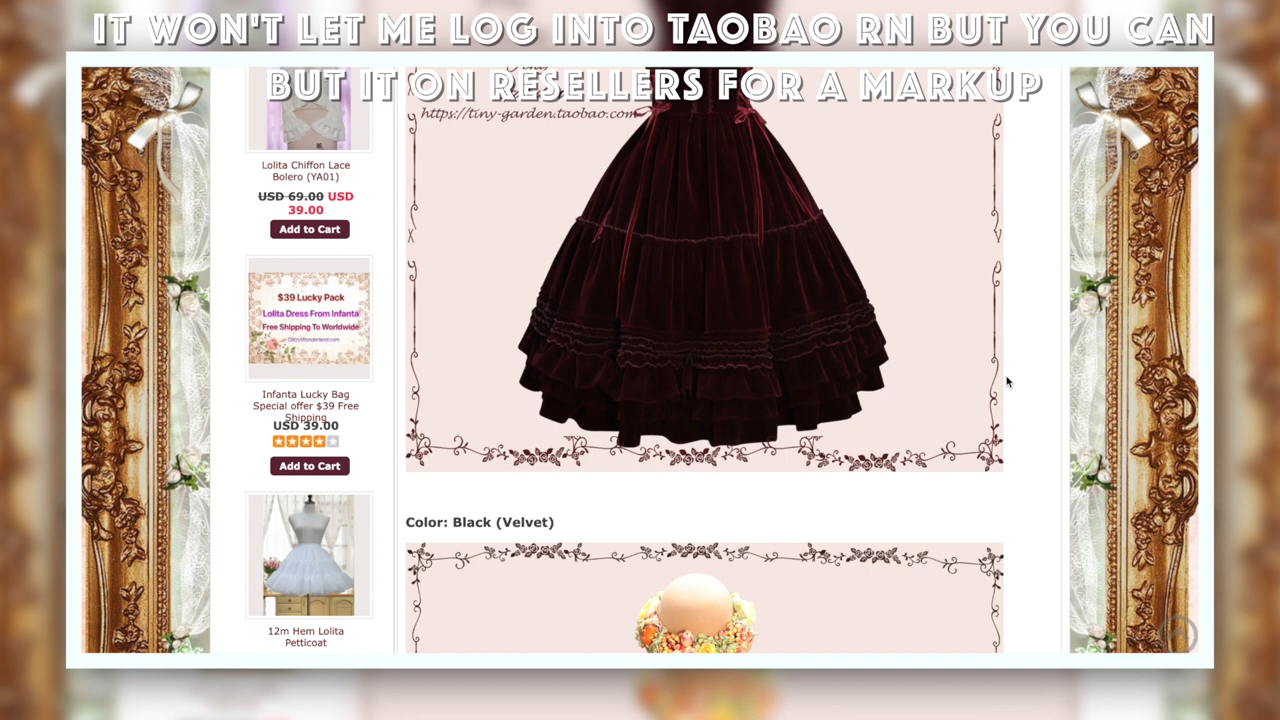 IT WON'T LET ME LOG INTO TAOBAO RN BUT YOU CAN
BUT IT ON RESELLERS FOR A MARKUP
https://tiny-garden.taobao.com
Lolita Chiffon Lace
Bolero (YA01)
USD 69.00 USD
39.00
Add to Cart
$39 Lucky Pack
Lolita Dress From Infanta
Free Shipping To Worldwide
GlitzyWonderland.com
Infanta Lucky Bag
Special offer $39 Free
Shipping
USD 39.00
Add to Cart
12m Hem Lolita
Petticoat
Color: Black (Velvet)